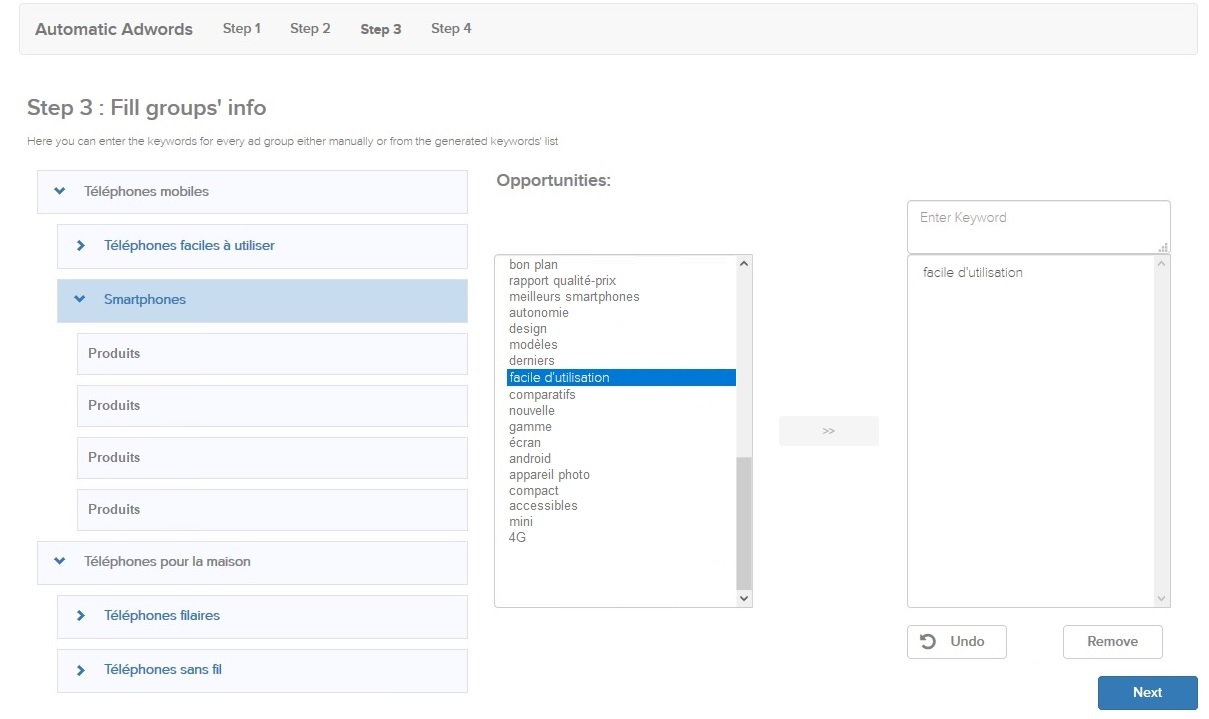 Automatic Adwords Step 1 Step 2 Step 3 Step 4
Step 3 : Fill groups' info
Here you can enter the keywords for every ad group either manually or from the generated keywords' list
Téléphones mobiles
Téléphones faciles à utiliser
Smartphones
Produits
Produits
Produits
Produits
Téléphones pour la maison
Téléphones filaires
Téléphones sans fil
Opportunities:
bon plan
rapport qualité-prix
meilleurs smartphones
autonomie
design
modèles
derniers
facile d'utilisation
comparatifs
nouvelle
gamme
écran
android
appareil photo
compact
accessibles
mini
4G
>>
Enter Keyword
facile d'utilisation
Undo Remove
Next